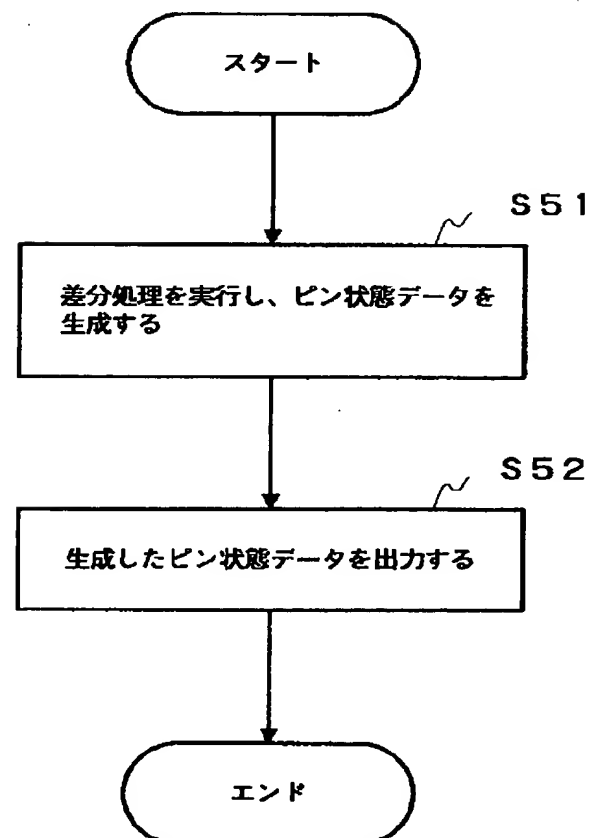 スタート
S51
差分処理を実行し、ピン状態データを
生成する
S52
生成したピン状態データを出力する
エンド